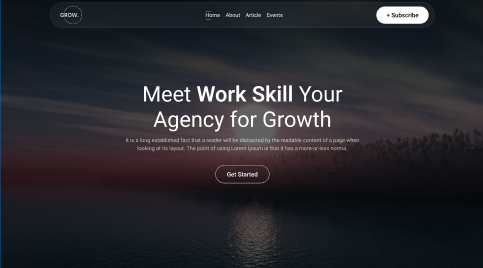 GROW.
Home About Article Events
+ Subscribe
Meet Work Skill Your
Agency for Growth
It is a long established fact that a reader will be distracted by the readable content of a page when
looking at its layout. The point of using Lorem Ipsum is that it has a more-or-less norma.
Get Started